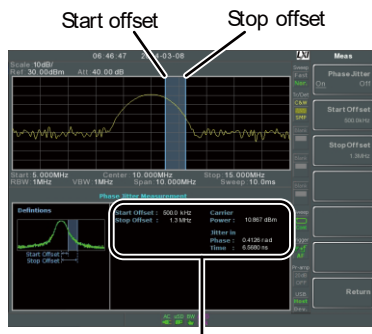 Start offset Stop offset
06:46:47
Meas
Scale 10dB/
Ref 30.00dBm Att 40.00 dB
Phase Jitter
On Off
Start Offset
500.0kHz
Stop Offset
1.3MHz
Start 5.000MHz Center 10.000MHz Stop 15.000MHz
RBW 1MHz VBW 1MHz Span 10.000MHz Sweep 10.0ms
Phase Jitter Measurement
Definitions
Start Offset
Stop Offset
Start Offset : 500.0 kHz
Stop Offset : 1.3 MHz
Carrier
Power : 10.867 dBm
Jitter in
Phase : 0.4126 rad
Time : 6.5680 ns
Return